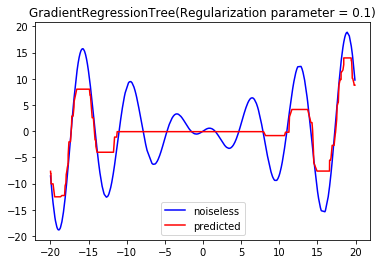 GradientRegressionTree(Regularization parameter = 0.1)
20
15
10
5
0
−5
−10
−15
−20
noiseless
predicted
−20 −15 −10 −5 0 5 10 15 20